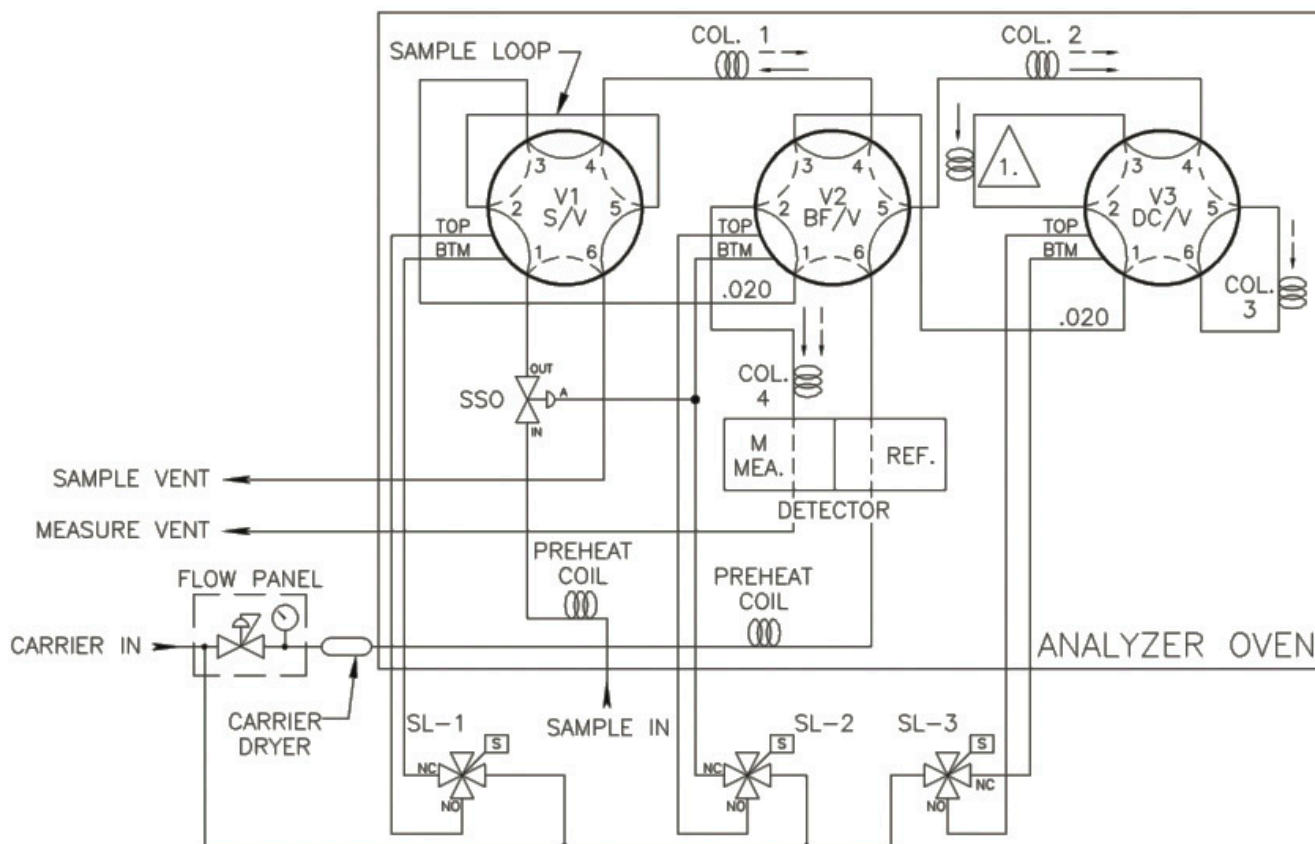 SAMPLE LOOP
COL. 1
COL. 2
3 4
2 V1 5
S/V
1 6
3 4
2 V2 5
BF/V
1 6
1.
3 4
2 V3 5
DC/V
1 6
TOP
BTM
TOP
BTM
TOP
BTM
.020
.020
COL.
3
OUT
SSO
A
IN
COL.
4
M
MEA.
REF.
DETECTOR
SAMPLE VENT
MEASURE VENT
PREHEAT
COIL
PREHEAT
COIL
FLOW PANEL
CARRIER IN
ANALYZER OVEN
CARRIER
DRYER
SAMPLE IN
SL-1
S
NC
NO
SL-2
S
NC
NO
SL-3
S
NC
NO